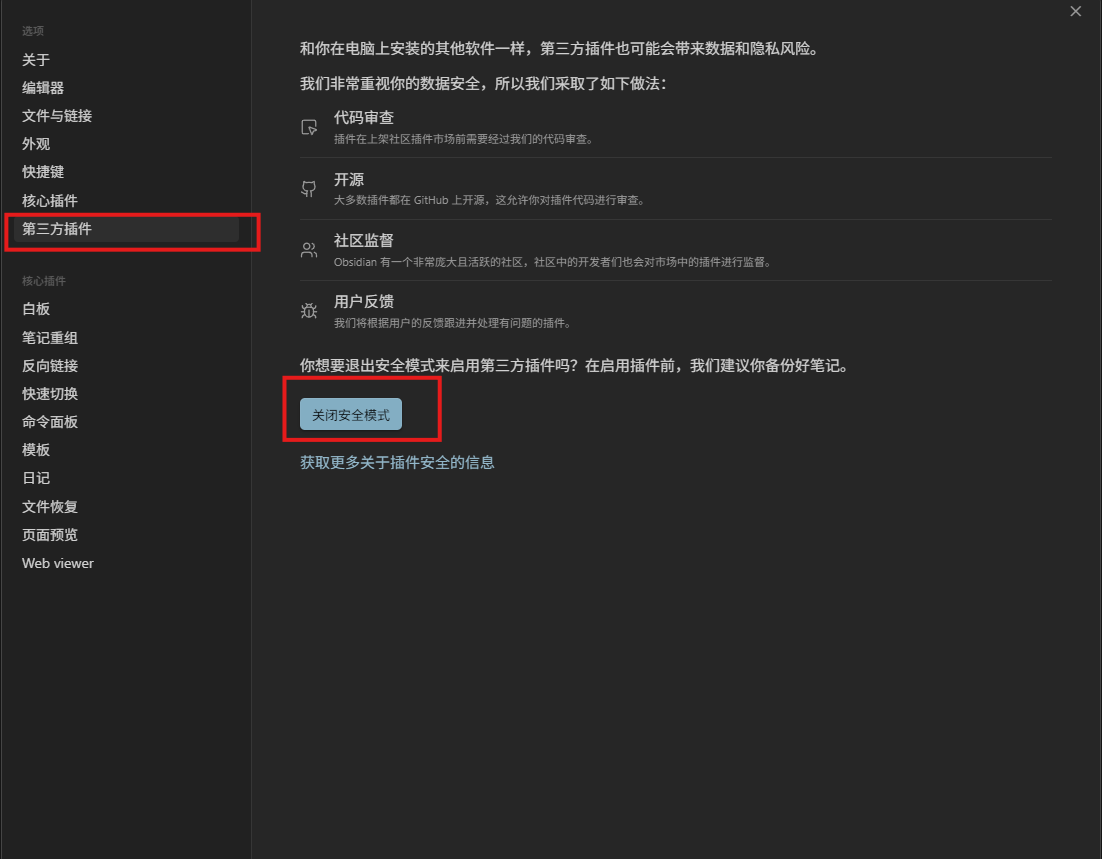 选项
关于
编辑器
文件与链接
外观
快捷键
核心插件
第三方插件
核心插件
白板
笔记重组
反向链接
快速切换
命令面板
模板
日记
文件恢复
页面预览
Web viewer
和你在电脑上安装的其他软件一样，第三方插件也可能会带来数据和隐私风险。
我们非常重视你的数据安全，所以我们采取了如下做法：
代码审查
插件在上架社区插件市场前需要经过我们的代码审查。
开源
大多数插件都在 GitHub 上开源，这允许你对插件代码进行审查。
社区监督
Obsidian 有一个非常庞大且活跃的社区，社区中的开发者们也会对市场中的插件进行监督。
用户反馈
我们将根据用户的反馈跟进并处理有问题的插件。
你想要退出安全模式来启用第三方插件吗？在启用插件前，我们建议你备份好笔记。
关闭安全模式
获取更多关于插件安全的信息